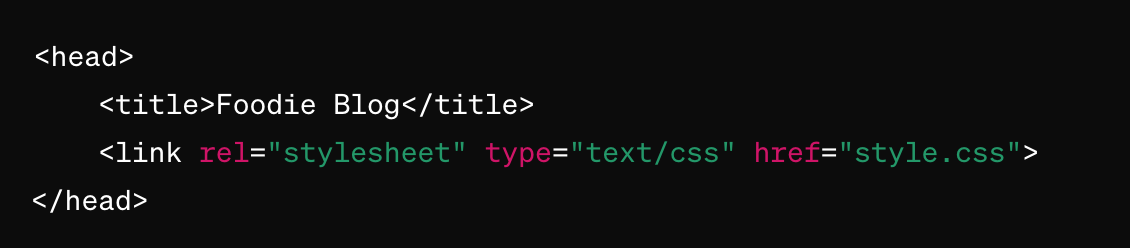 <head>
    <title>Foodie Blog</title>
    <link rel="stylesheet" type="text/css" href="style.css">
</head>